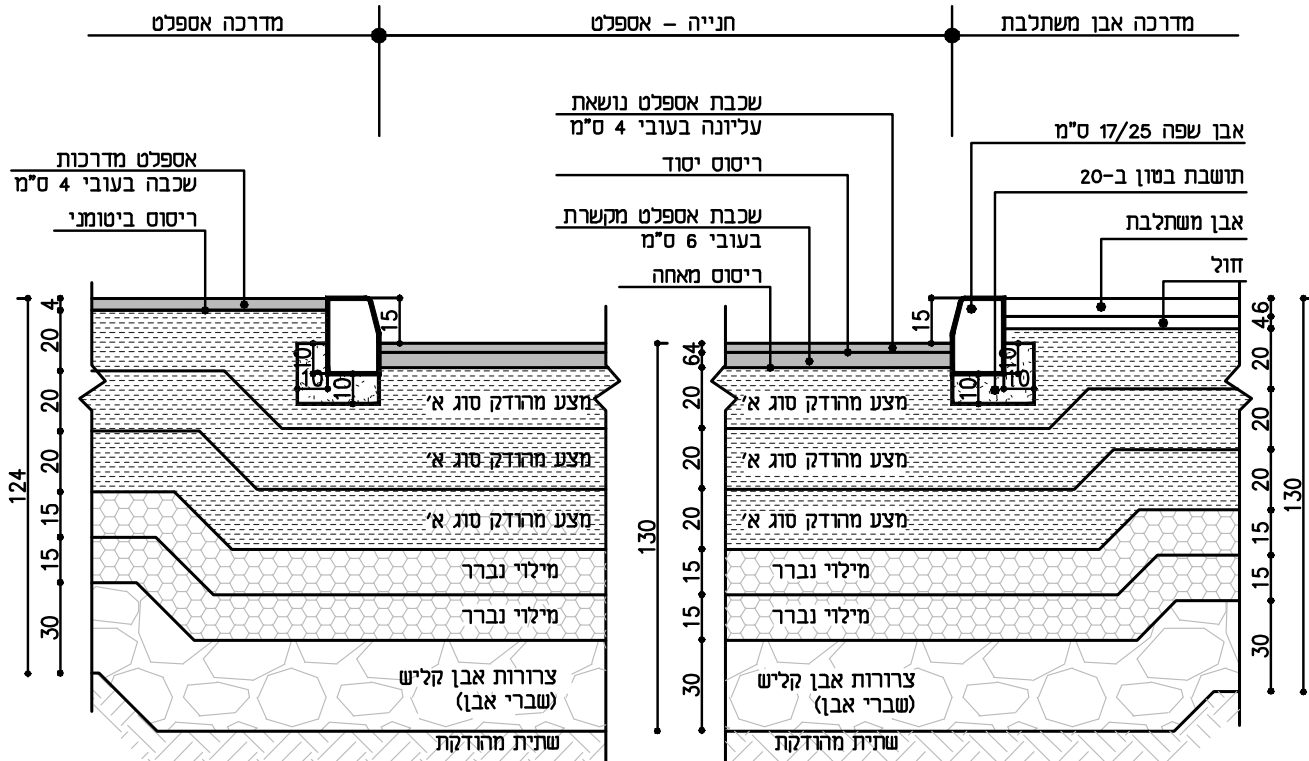 מדרכה אבן משתלבת
חנייה - אספלט
מדרכה אספלט
שכבת אספלט נושאת
עליונה בעובי 4 ס"מ
ריסוס יסוד
שכבת אספלט מקשרת
בעובי 6 ס"מ
ריסוס מאחה
אבן שפה 17/25 ס"מ
תושבת בטון ב-20
אבן משתלבת
חול
אספלט מדרכות
שכבה בעובי 4 ס"מ
ריסוס ביטומני
15
10
10
10
15
10
10
10
4
20
20
20
15
15
30
124
מצע מהודק סוג א'
מצע מהודק סוג א'
מצע מהודק סוג א'
מילוי נברר
מילוי נברר
צרורות אבן קליש
(שברי אבן)
שתית מהודקת
130
64
20
20
20
15
15
30
מצע מהודק סוג א'
מצע מהודק סוג א'
מצע מהודק סוג א'
מילוי נברר
מילוי נברר
צרורות אבן קליש
(שברי אבן)
שתית מהודקת
46
20
20
20
15
15
30
130